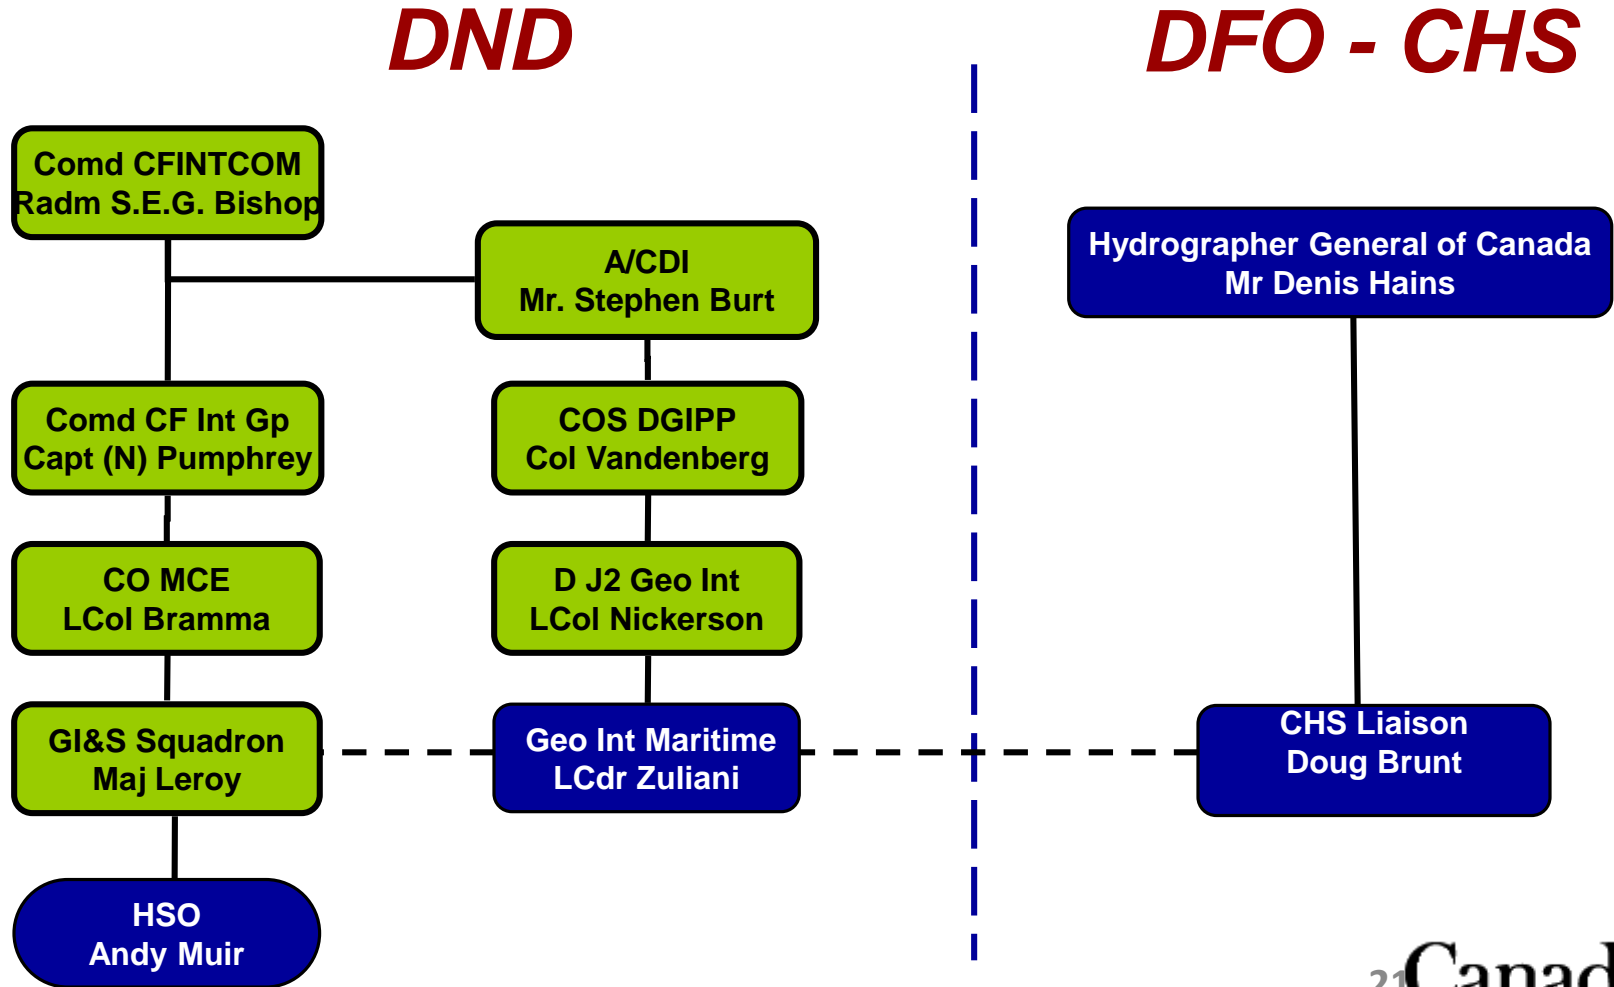 DND
DFO - CHS
Comd CFINTCOM
Radm S.E.G. Bishop
A/CDI
Mr. Stephen Burt
Hydrographer General of Canada
Mr Denis Hains
Comd CF Int Gp
Capt (N) Pumphrey
COS DGIPP
Col Vandenberg
CO MCE
LCol Bramma
D J2 Geo Int
LCol Nickerson
GI&S Squadron
Maj Leroy
Geo Int Maritime
LCdr Zuliani
CHS Liaison
Doug Brunt
HSO
Andy Muir
21
Canad